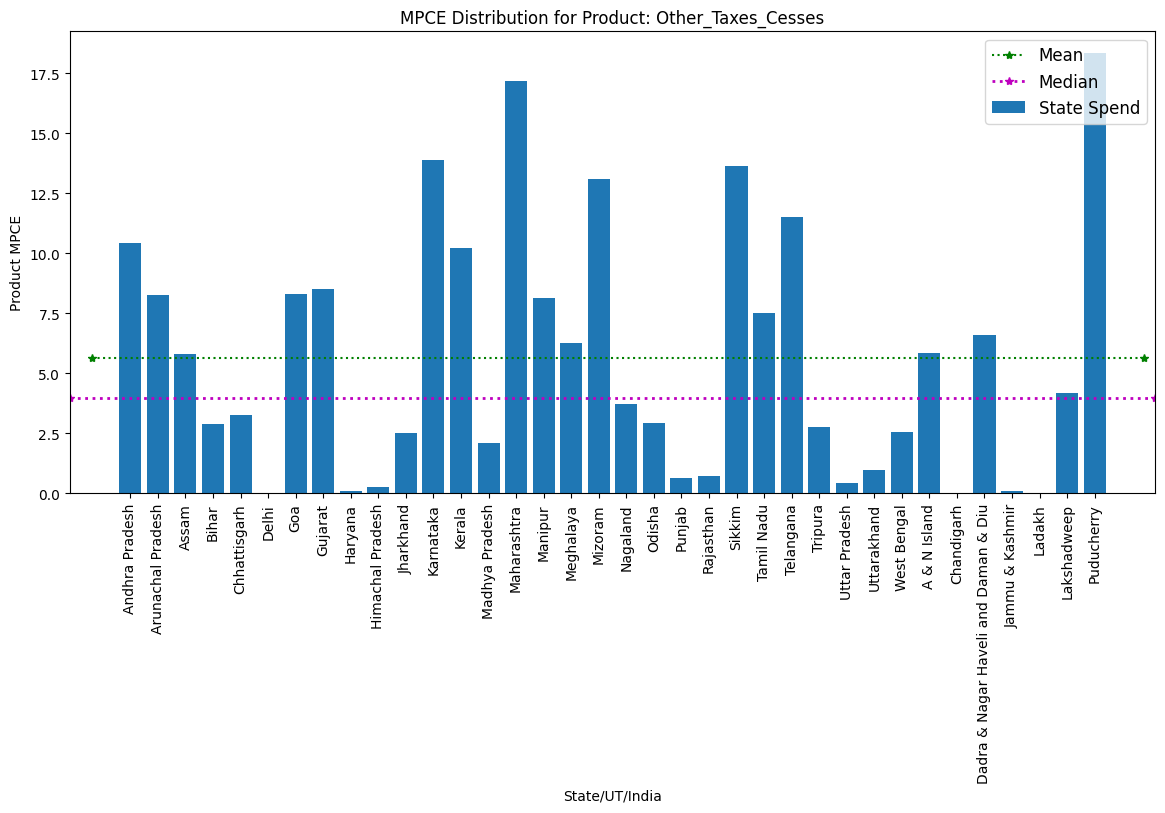 MPCE Distribution for Product: Other_Taxes_Cesses
Mean
Median
State Spend
Product MPCE
17.5
15.0
12.5
10.0
7.5
5.0
2.5
0.0
Andhra Pradesh
Arunachal Pradesh
Assam
Bihar
Chhattisgarh
Delhi
Goa
Gujarat
Haryana
Himachal Pradesh
Jharkhand
Karnataka
Kerala
Madhya Pradesh
Maharashtra
Manipur
Meghalaya
Mizoram
Nagaland
Odisha
Punjab
Rajasthan
Sikkim
Tamil Nadu
Telangana
Tripura
Uttar Pradesh
Uttarakhand
West Bengal
A & N Island
Chandigarh
Dadra & Nagar Haveli and Daman & Diu
Jammu & Kashmir
Ladakh
Lakshadweep
Puducherry
State/UT/India